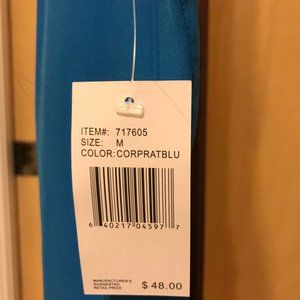 ITEM#: 717605
SIZE: M
COLOR:CORPRATBLU
6 40217 04597 7
MANUFACTURER'S
SUGGESTED
RETAIL PRICE
$ 48.00